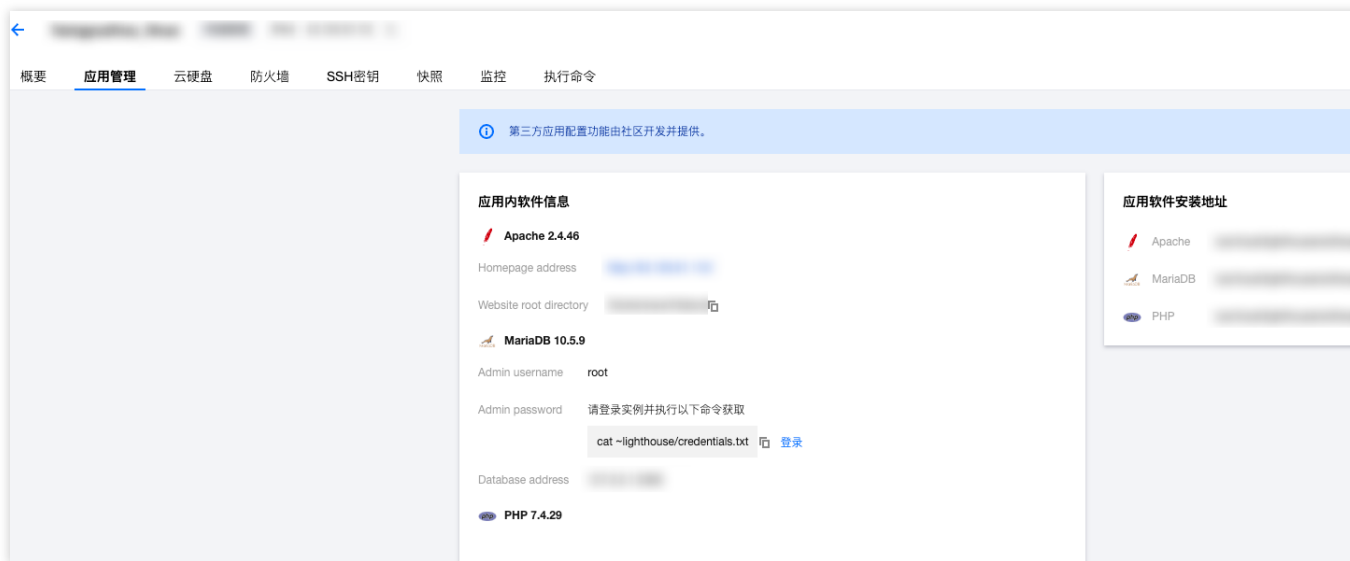 概要 应用管理 云硬盘 防火墙 SSH密钥 快照 监控 执行命令
第三方应用配置功能由社区开发并提供。
应用内软件信息
Apache 2.4.46
Homepage address
Website root directory
MariaDB 10.5.9
Admin username root
Admin password 请登录实例并执行以下命令获取
cat ~lighthouse/credentials.txt 登录
Database address
PHP 7.4.29
应用软件安装地址
Apache
MariaDB
PHP